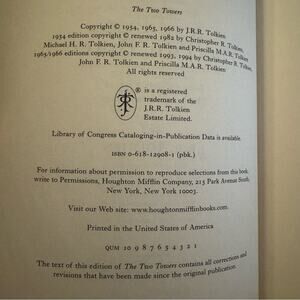 The Two Towers
Copyright © 1954, 1965, 1966 by J.R.R. Tolkien
1954 edition copyright © renewed 1982 by Christopher R. Tolkien,
Michael H. R. Tolkien, John F. R. Tolkien and Priscilla M.A.R. Tolkien
1965/1966 editions copyright © renewed 1993, 1994 by Christopher R. Tolkien,
John F. R. Tolkien and Priscilla M.A.R. Tolkien
All rights reserved
® is a registered
trademark of the
J.R.R. Tolkien
Estate Limited.
Library of Congress Cataloging-in-Publication Data is available.
ISBN 0-618-12908-1 (pbk.)
For information about permission to reproduce selections from this book,
write to Permissions, Houghton Mifflin Company, 215 Park Avenue South,
New York, New York 10003.
Visit our Web site: www.houghtonmifflinbooks.com.
Printed in the United States of America
QUM 10 9 8 7 6 5 4 3 2 1
The text of this edition of The Two Towers contains all corrections and
revisions that have been made since the original publication.